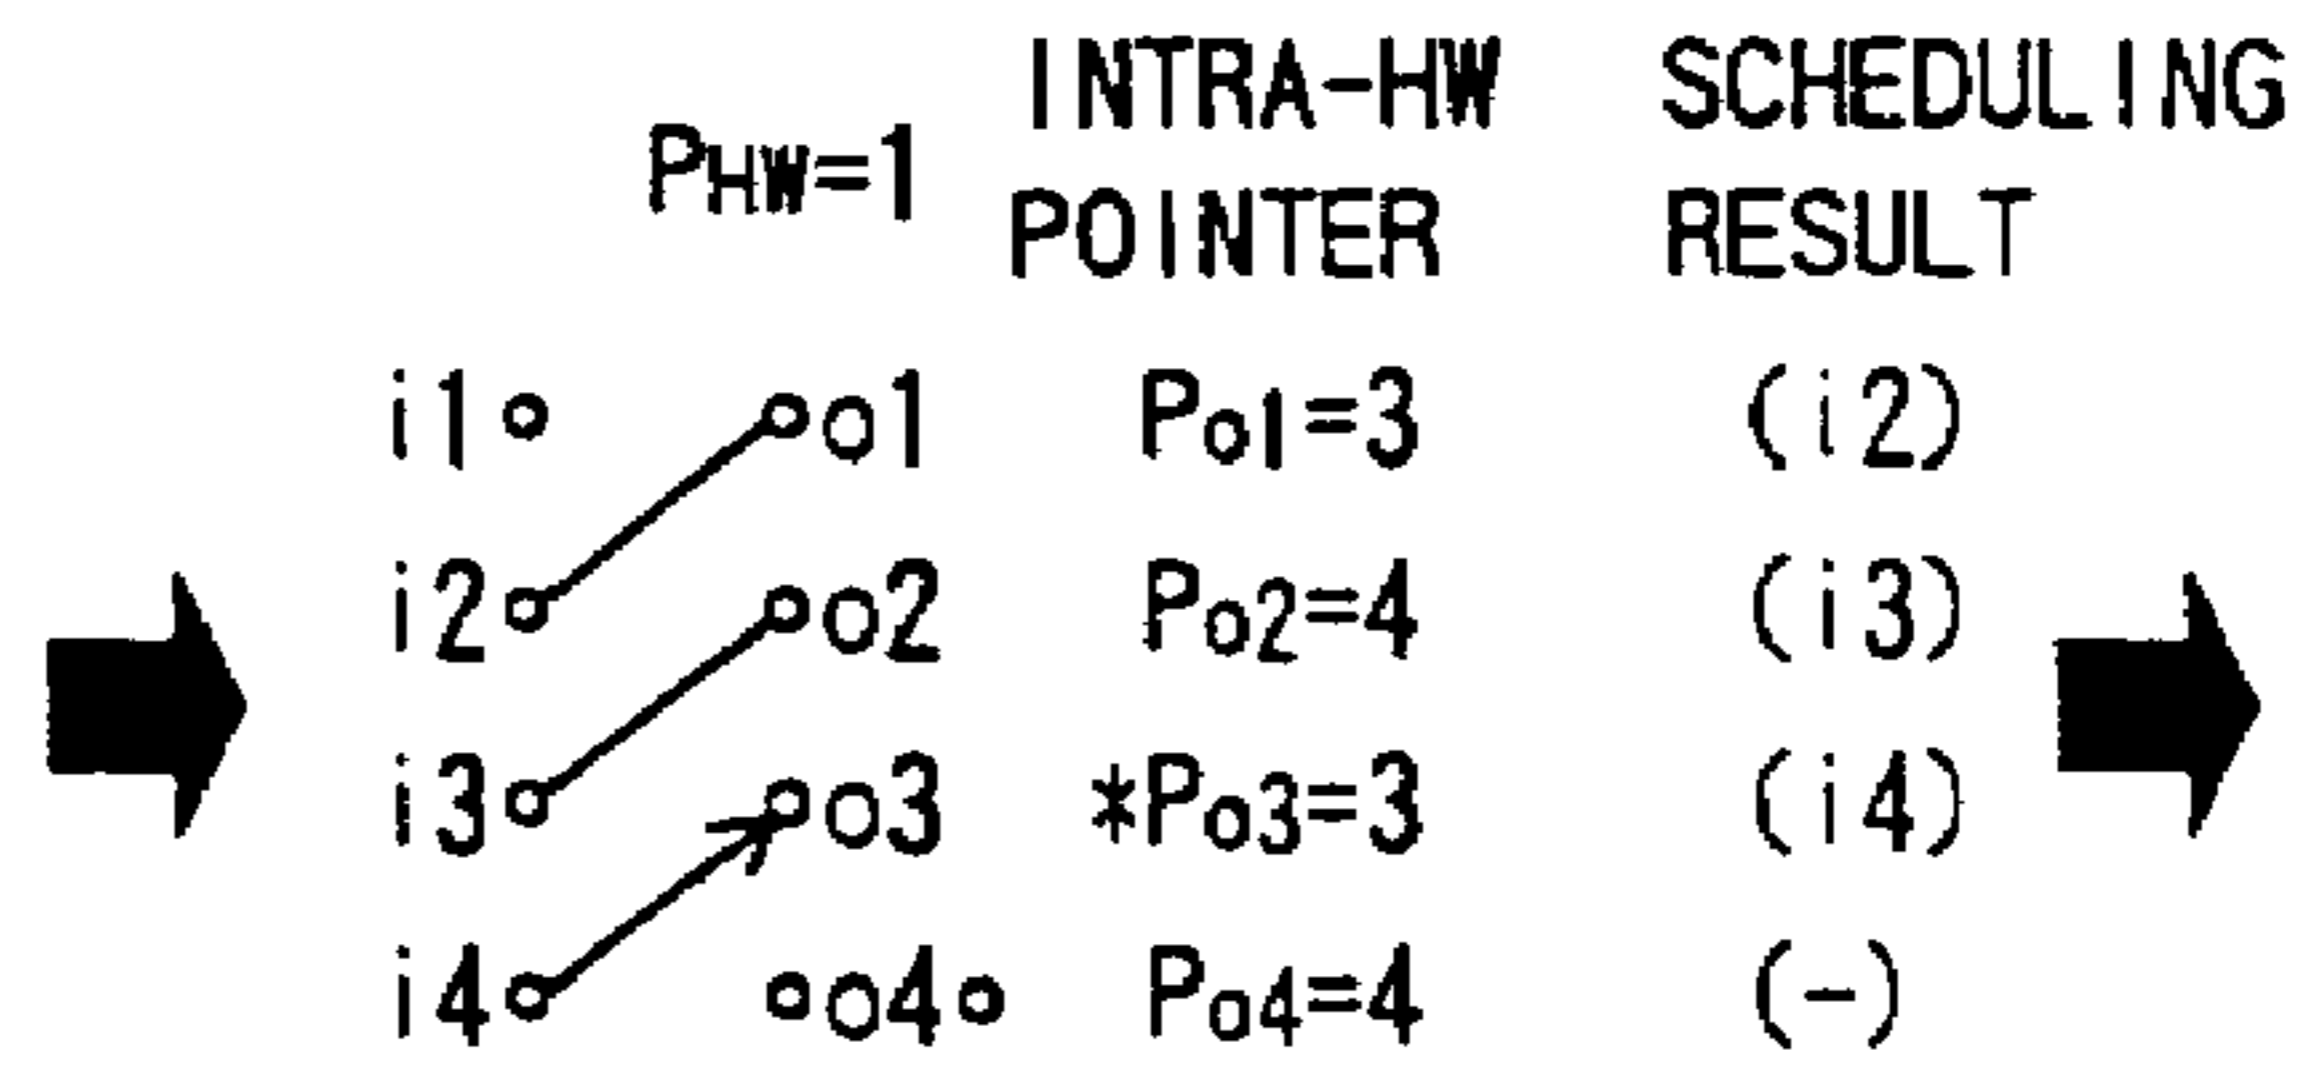 PHW=1 INTRA-HW POINTER SCHEDULING RESULT
i1 o1 Po1=3 (i2)
i2 o2 Po2=4 (i3)
i3 o3 *Po3=3 (i4)
i4 o4 Po4=4 (-)